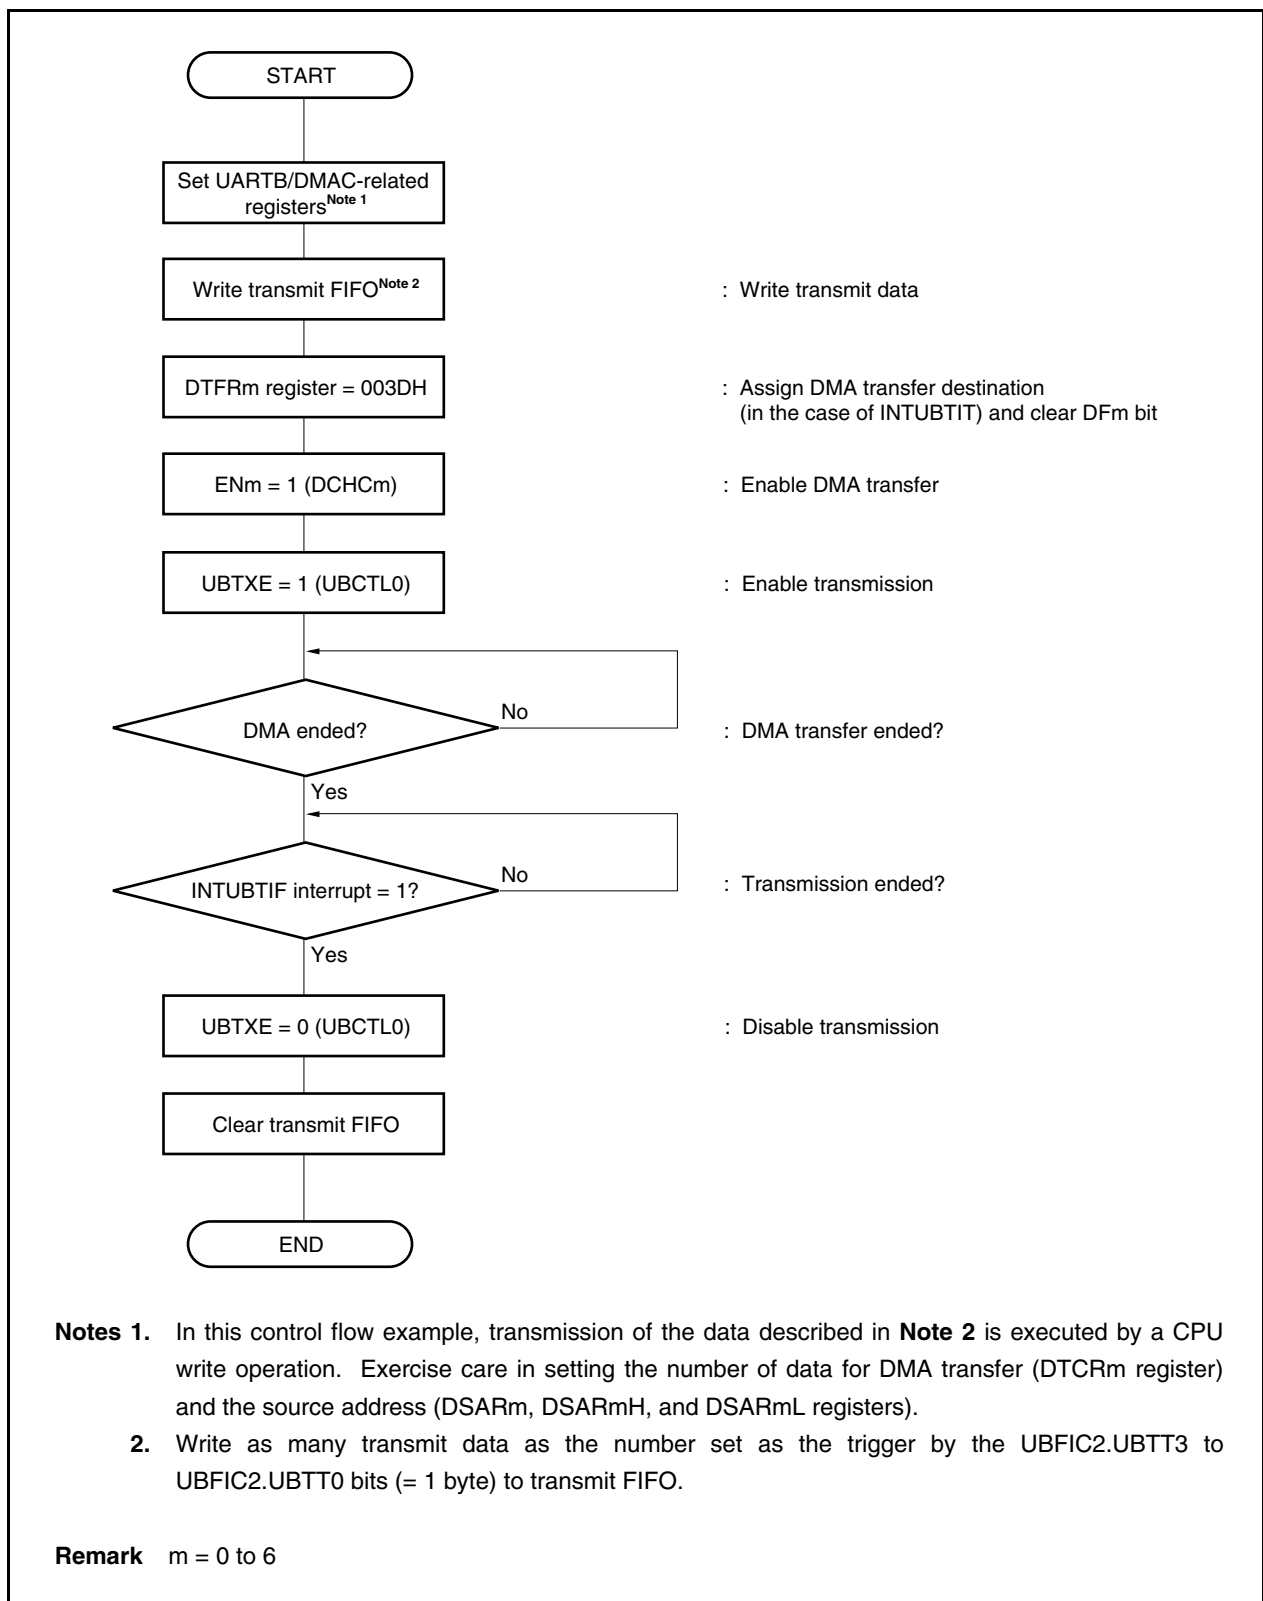 START
Set UARTB/DMAC-related
registersNote 1
Write transmit FIFONote 2
: Write transmit data
DTFRm register = 003DH
: Assign DMA transfer destination
(in the case of INTUBTIT) and clear DFm bit
ENm = 1 (DCHCm)
: Enable DMA transfer
UBTXE = 1 (UBCTL0)
: Enable transmission
DMA ended?
No
: DMA transfer ended?
Yes
INTUBTIF interrupt = 1?
No
: Transmission ended?
Yes
UBTXE = 0 (UBCTL0)
: Disable transmission
Clear transmit FIFO
END
Notes 1. In this control flow example, transmission of the data described in Note 2 is executed by a CPU
write operation. Exercise care in setting the number of data for DMA transfer (DTCRm register)
and the source address (DSARm, DSARmH, and DSARmL registers).
2. Write as many transmit data as the number set as the trigger by the UBFIC2.UBTT3 to
UBFIC2.UBTT0 bits (= 1 byte) to transmit FIFO.
Remark m = 0 to 6